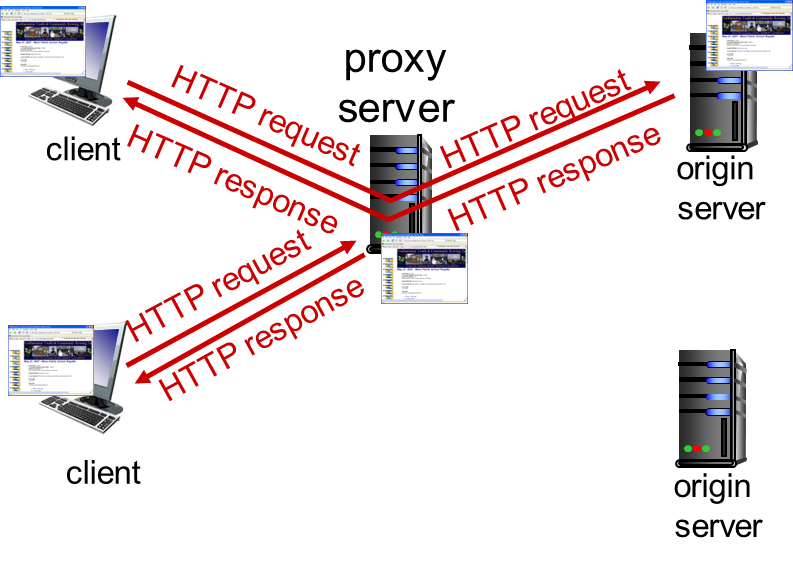 proxy
server
HTTP request
HTTP request
client
HTTP response
HTTP response
origin
server
HTTP request
HTTP response
client
origin
server